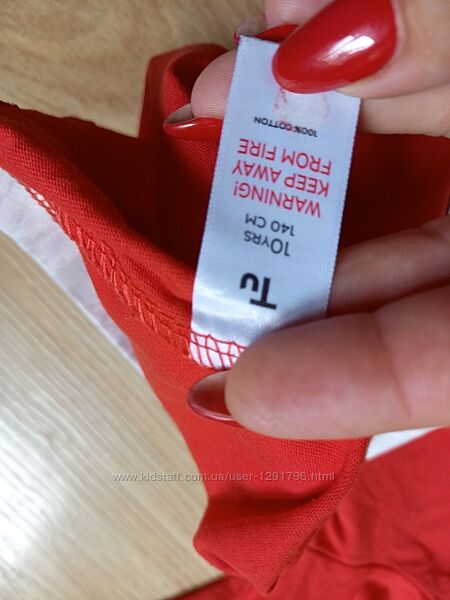 Tu
10YRS
140 CM
WARNING!
KEEP AWAY
FROM FIRE
100% COTTON
www.kidstaff.com.ua/user-1291796.html